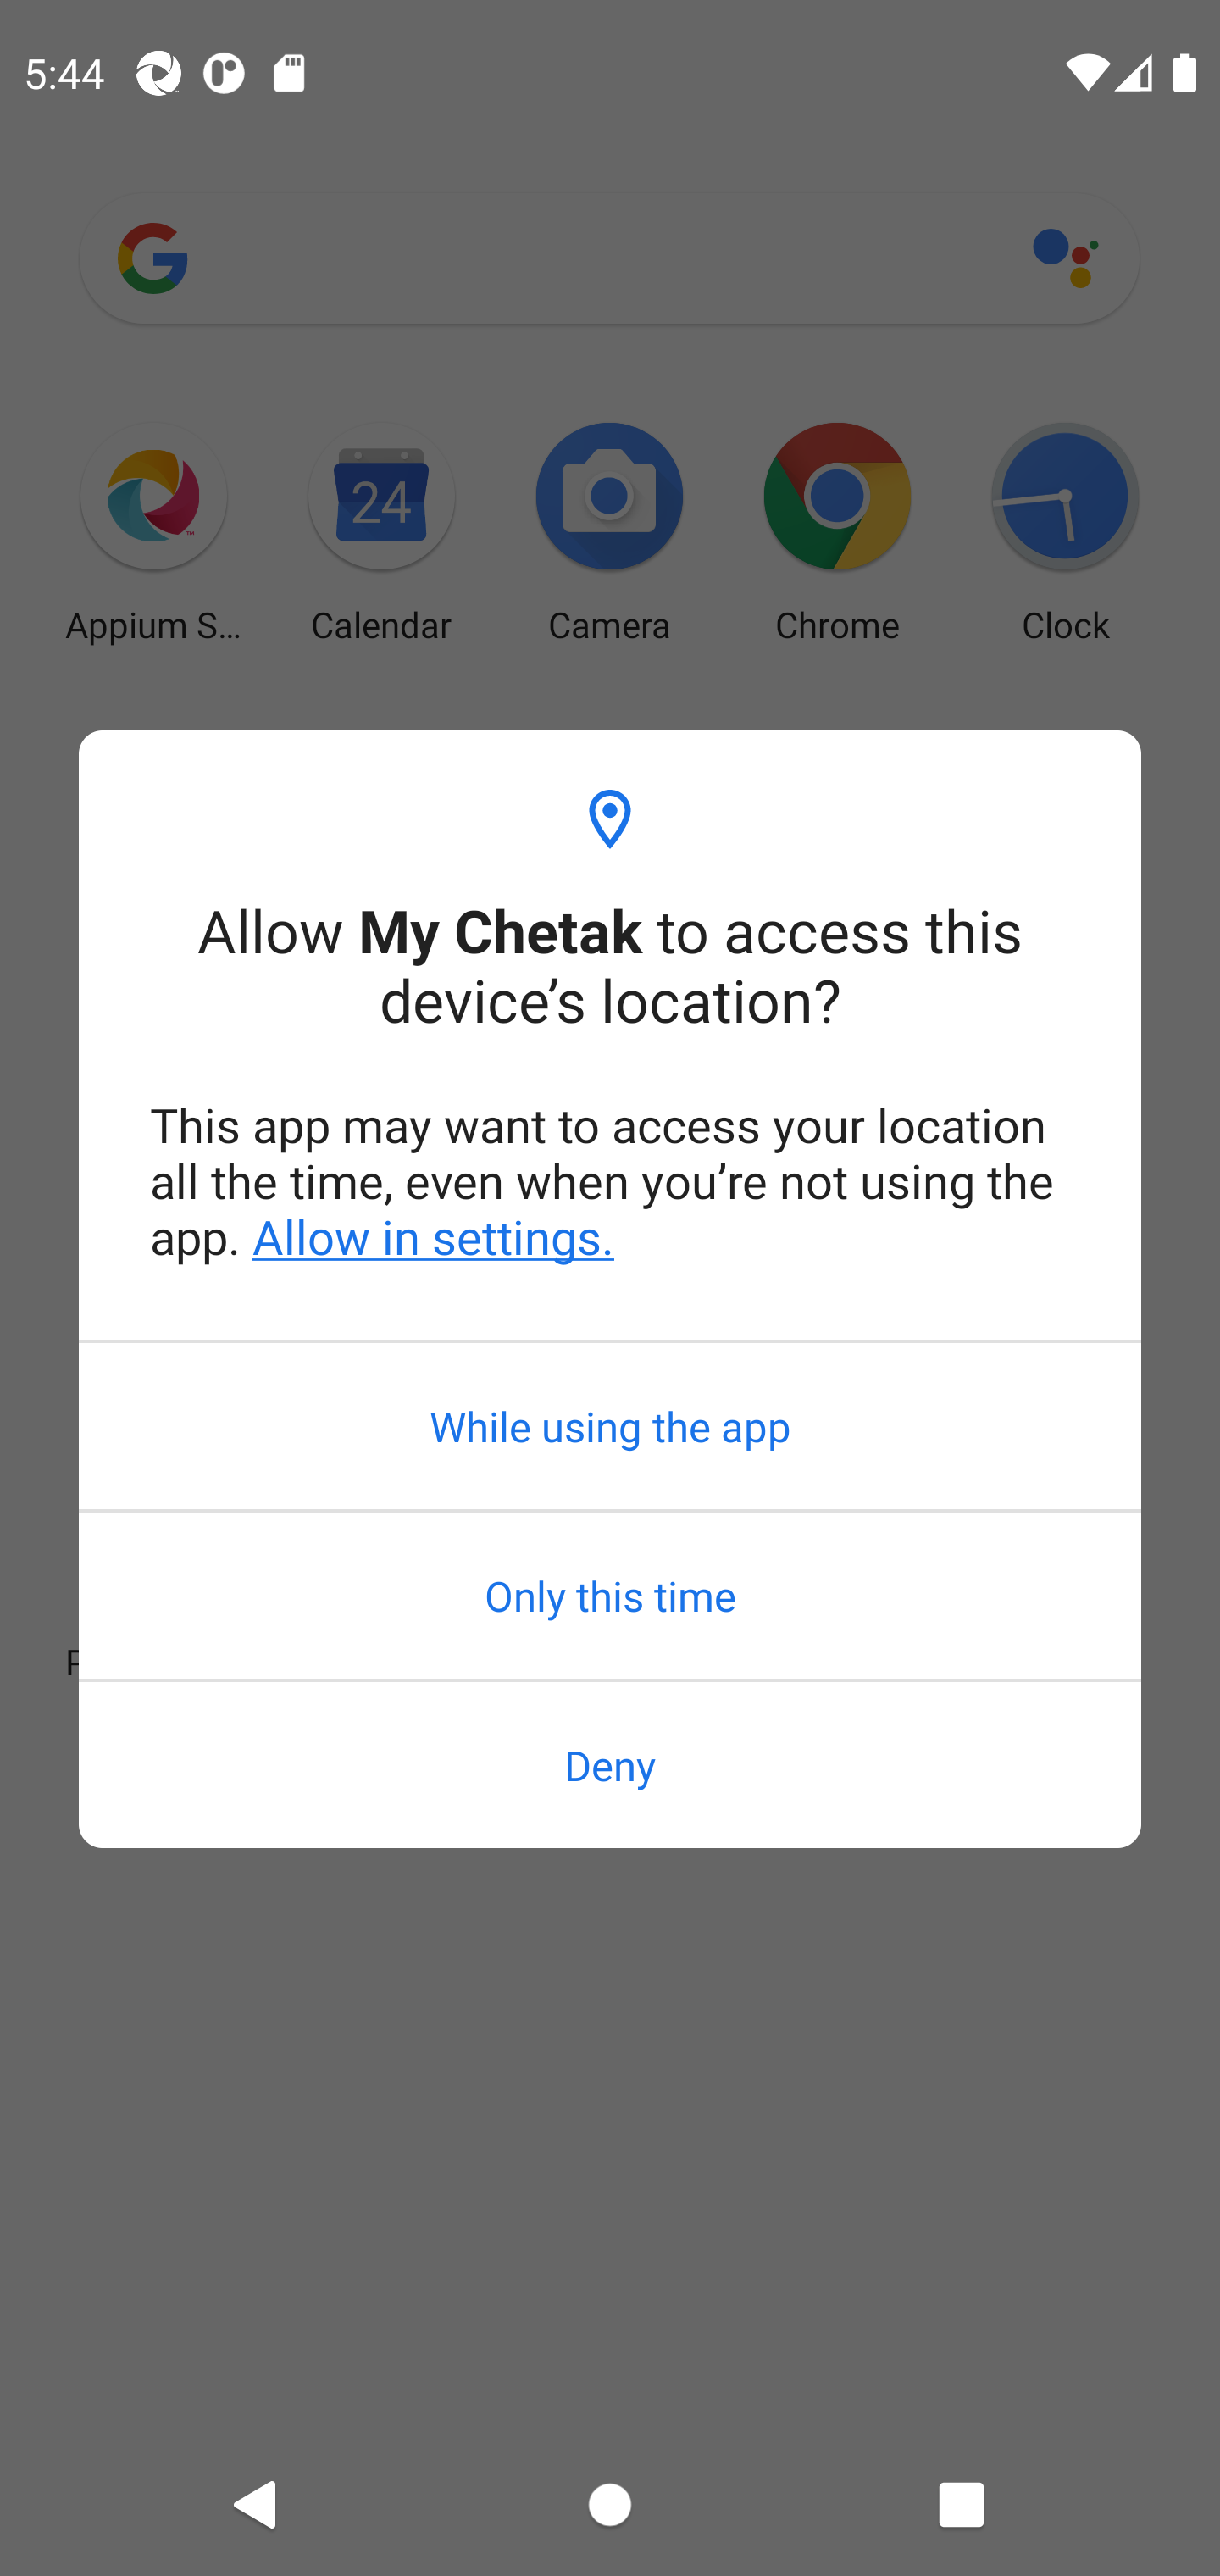 5:44
24
Appium S...
Calendar
Camera
Chrome
Clock
Allow My Chetak to access this
device’s location?
This app may want to access your location
all the time, even when you’re not using the
app. Allow in settings.
While using the app
Only this time
Deny